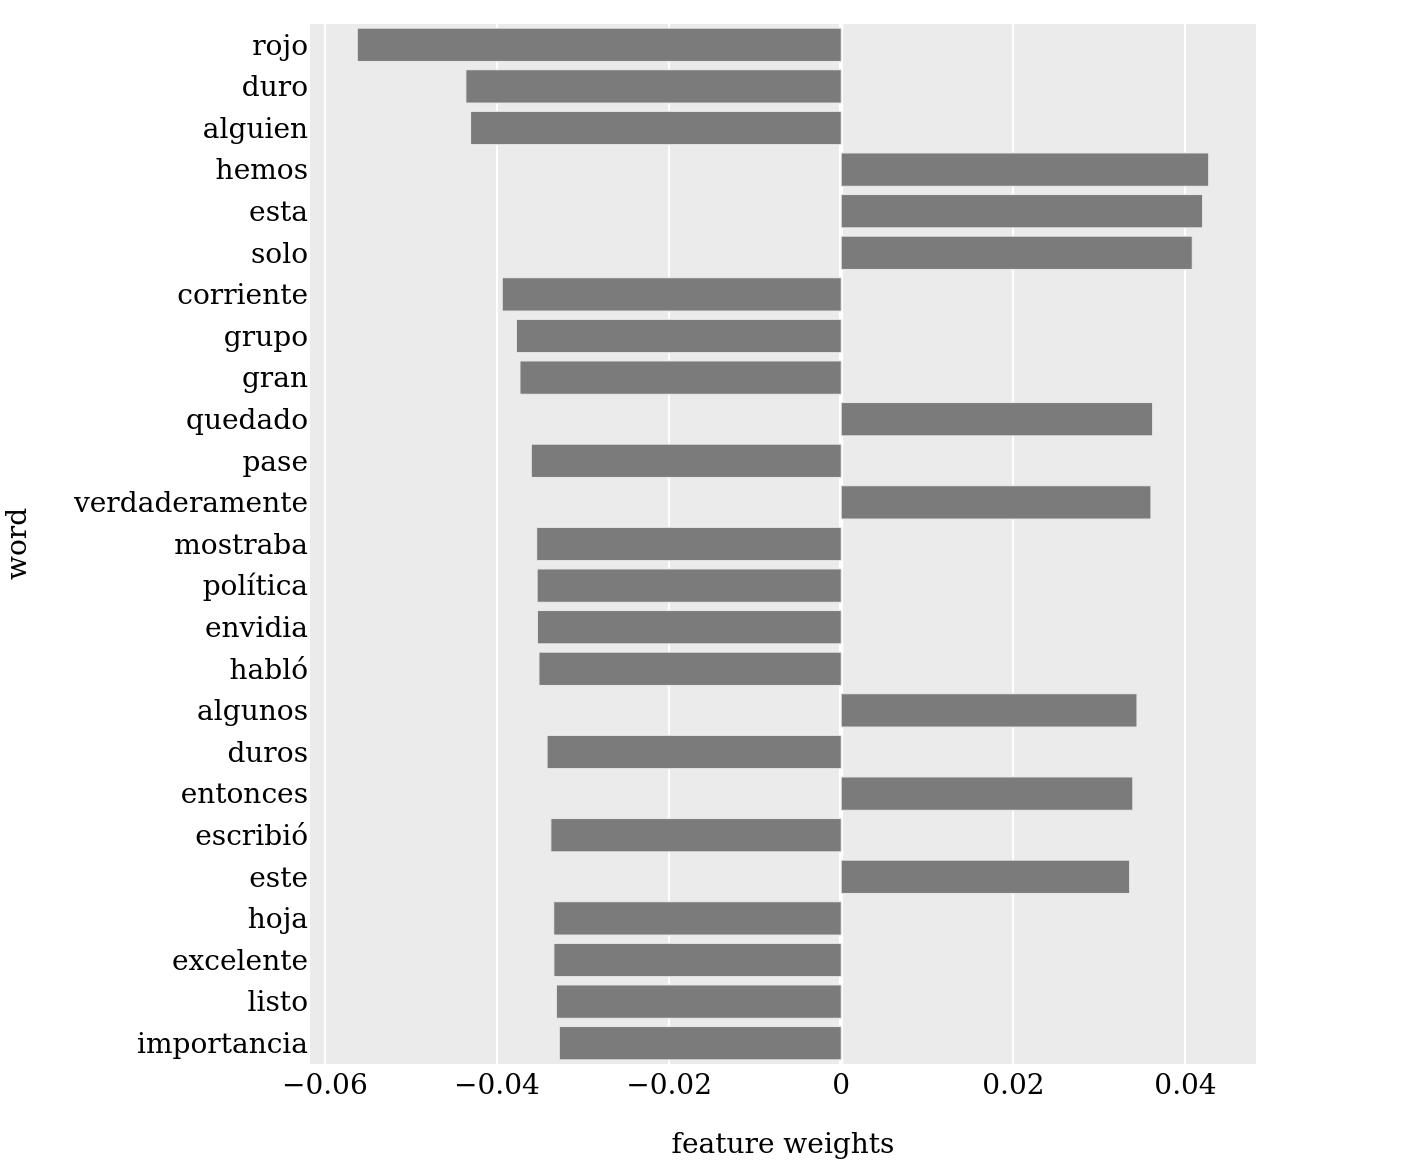 rojo
duro
alguien
hemos
esta
solo
corriente
grupo
gran
quedado
pase
verdaderamente
mostraba
política
envidia
habló
algunos
duros
entonces
escribió
este
hoja
excelente
listo
importancia
word
−0.06 −0.04 −0.02 0 0.02 0.04
feature weights